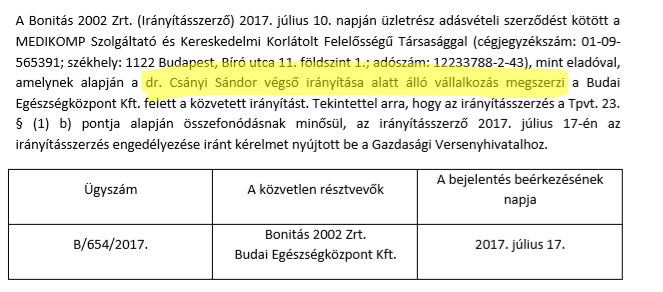 A Bonitás 2002 Zrt. (Irányításszerző) 2017. július 10. napján üzletrész adásvételi szerződést kötött a
MEDIKOMP Szolgáltató és Kereskedelmi Korlátolt Felelősségű Társasággal (cégjegyzékszám: 01-09-
565391; székhely: 1122 Budapest, Bíró utca 11. földszint 1.; adószám: 12233788-2-43), mint eladóval,
amelynek alapján a dr. Csányi Sándor végső irányítása alatt álló vállalkozás megszerzi a Budai
Egészségközpont Kft. felett a közvetett irányítást. Tekintettel arra, hogy az irányításszerzés a Tpvt. 23.
§ (1) b) pontja alapján összefonódásnak minősül, az irányításszerző 2017. július 17-én az
irányításszerzés engedélyezése iránt kérelmet nyújtott be a Gazdasági Versenyhivatalhoz.
Ügyszám
A közvetlen résztvevők
A bejelentés beérkezésének
napja
B/654/2017.
Bonitás 2002 Zrt.
Budai Egészségközpont Kft.
2017. július 17.